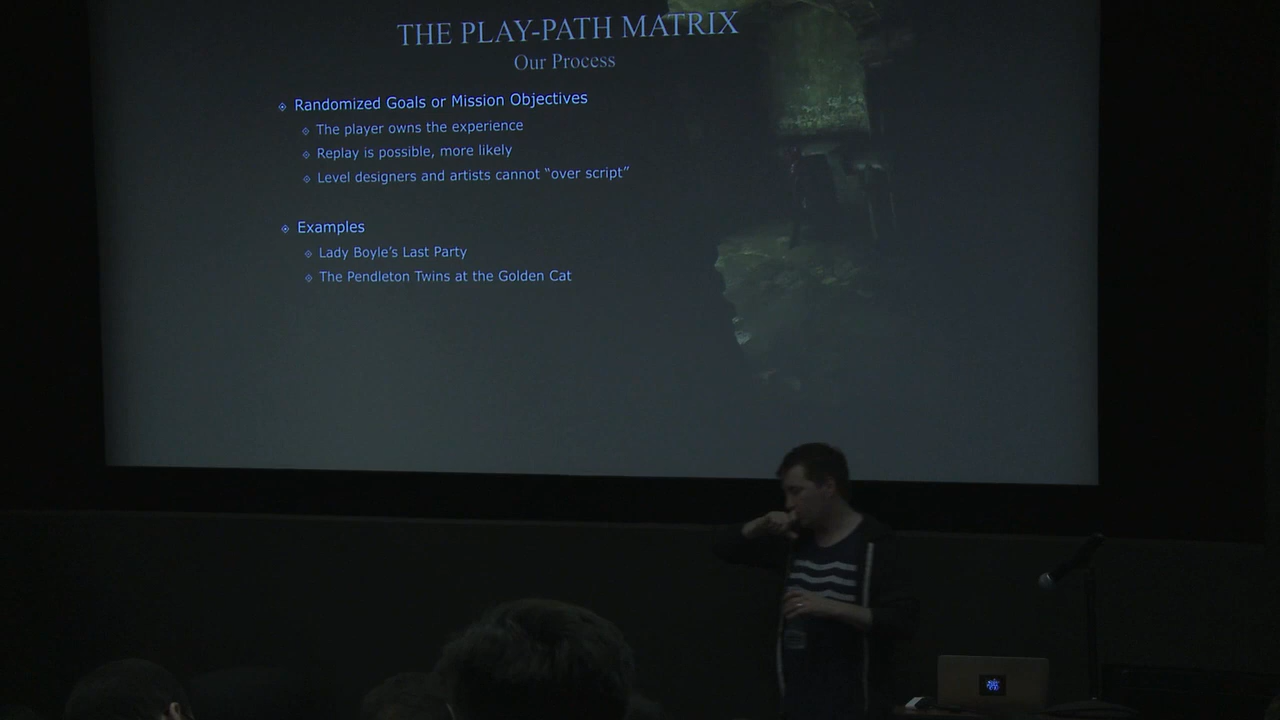 THE PLAY-PATH MATRIX
Our Process
Randomized Goals or Mission Objectives
The player owns the experience
Replay is possible, more likely
Level designers and artists cannot “over script”
Examples
Lady Boyle’s Last Party
The Pendleton Twins at the Golden Cat